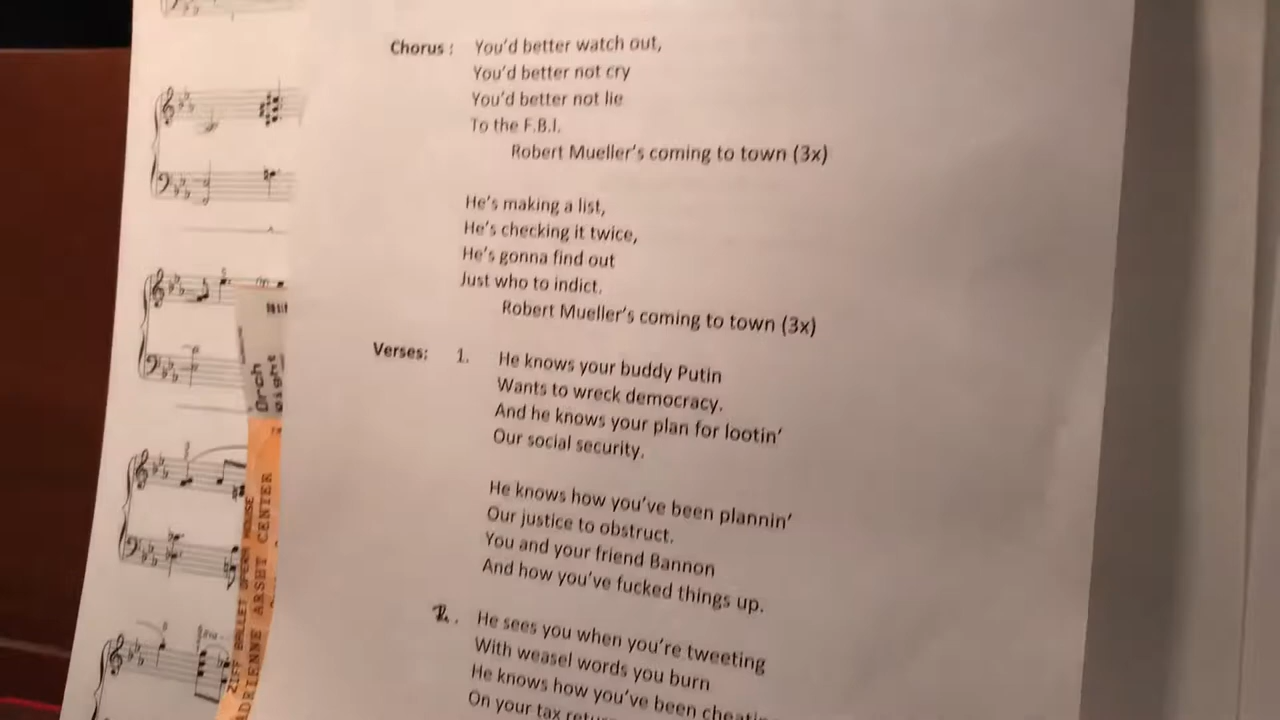 Chorus : You'd better watch out,
You'd better not cry
You'd better not lie
To the F.B.I.
Robert Mueller's coming to town (3x)
He's making a list,
He's checking it twice,
He's gonna find out
Just who to indict.
Robert Mueller's coming to town (3x)
Verses: 1. He knows your buddy Putin
Wants to wreck democracy.
And he knows your plan for lootin'
Our social security.
He knows how you've been plannin'
Our justice to obstruct.
You and your friend Bannon
And how you've fucked things up.
2. He sees you when you're tweeting
With weasel words you burn
He knows how you've been
On your tax
Orch
ZIFF BALLET OPERA HOUSE
ADRIENNE ARSHT CENTER